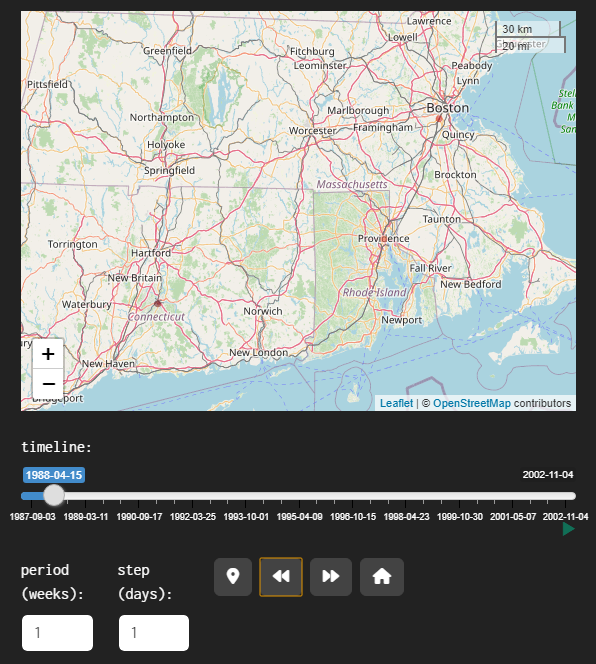 Lawrence
Lowell
30 km
20 mi
Greenfield
Fitchburg
Leominster
Peabody
Lynn
Pittsfield
Northampton
Marlborough
Boston
Worcester
Framingham
Quincy
Holyoke
Springfield
Brockton
Massachusetts
Taunton
Torrington
Hartford
Providence
New Britain
Fall River
New Bedford
Waterbury
Rhode Island
Connecticut
Norwich
Newport
+
New London
New Haven
−
Leaflet | © OpenStreetMap contributors
timeline:
1988-04-15 2002-11-04
1987-09-03 1989-03-11 1990-09-17 1992-03-25 1993-10-01 1995-04-09 1996-10-15 1998-04-23 1999-10-30 2001-05-07 2002-11-04
period step
(weeks): (days):
1 1